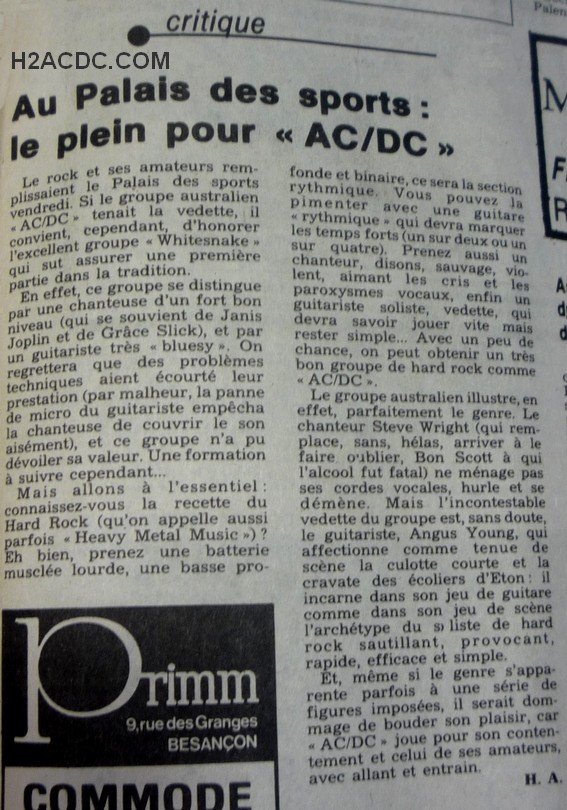 critique
H2ACDC.COM
Au Palais des sports :
le plein pour « AC/DC »
Le rock et ses amateurs rem-
plissaient le Palais des sports
vendredi. Si le groupe australien
« AC/DC » tenait la vedette, il
convient, cependant, d'honorer
l'excellent groupe « Whitesnake »
qui sut assurer une première
partie dans la tradition.
En effet, ce groupe se distingue
par une chanteuse d'un fort bon
niveau (qui se souvient de Janis
Joplin et de Grâce Slick), et par
un guitariste très « bluesy ». On
regrettera que des problèmes
techniques aient écourté leur
prestation (par malheur, la panne
de micro du guitariste empêcha
la chanteuse de couvrir le son
aisément), et ce groupe n'a pu
dévoiler sa valeur. Une formation
à suivre cependant...
Mais allons à l'essentiel :
connaissez-vous la recette du
Hard Rock (qu'on appelle aussi
parfois « Heavy Metal Music ») ?
Eh bien, prenez une batterie
musclée lourde, une basse pro-
fonde et binaire, ce sera la section
rythmique. Vous pouvez la
pimenter avec une guitare
« rythmique » qui devra marquer
les temps forts (un sur deux ou un
sur quatre). Prenez aussi un
chanteur, disons, sauvage, vio-
lent, aimant les cris et les
paroxysmes vocaux, enfin un
guitariste soliste, vedette, qui
devra savoir jouer vite mais
rester simple... Avec un peu de
chance, on peut obtenir un très
bon groupe de hard rock comme
« AC/DC ».
Le groupe australien illustre, en
effet, parfaitement le genre. Le
chanteur Steve Wright (qui rem-
place, sans, hélas, arriver à le
faire oublier, Bon Scott à qui
l'alcool fut fatal) ne ménage pas
ses cordes vocales, hurle et se
démène. Mais l'incontestable
vedette du groupe est, sans doute,
le guitariste, Angus Young, qui
affectionne comme tenue de
scène la culotte courte et la
cravate des écoliers d'Eton : il
incarne dans son jeu de guitare
comme dans son jeu de scène
l'archétype du s liste de hard
rock sautillant, provocant,
rapide, efficace et simple.
Et, même si le genre s'appa-
rente parfois à une série de
figures imposées, il serait dom-
mage de bouder son plaisir, car
« AC/DC » joue pour son conten-
tement et celui de ses amateurs,
avec allant et entrain.
H. A.
Primm
9, rue des Granges
BESANÇON
COMMODE
Palen
M
F
R
A
d
d